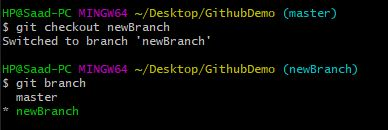 HP@Saad-PC MINGW64 ~/Desktop/GithubDemo (master)
$ git checkout newBranch
Switched to branch 'newBranch'
HP@Saad-PC MINGW64 ~/Desktop/GithubDemo (newBranch)
$ git branch
  master
* newBranch